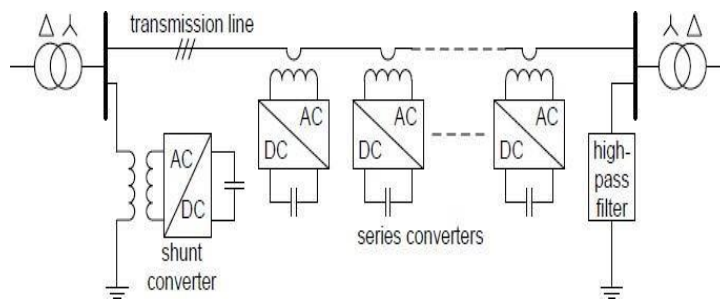 Δ Y
transmission line
Y Δ
AC
DC
AC
DC
AC
DC
AC
DC
high-
pass
filter
shunt
converter
series converters